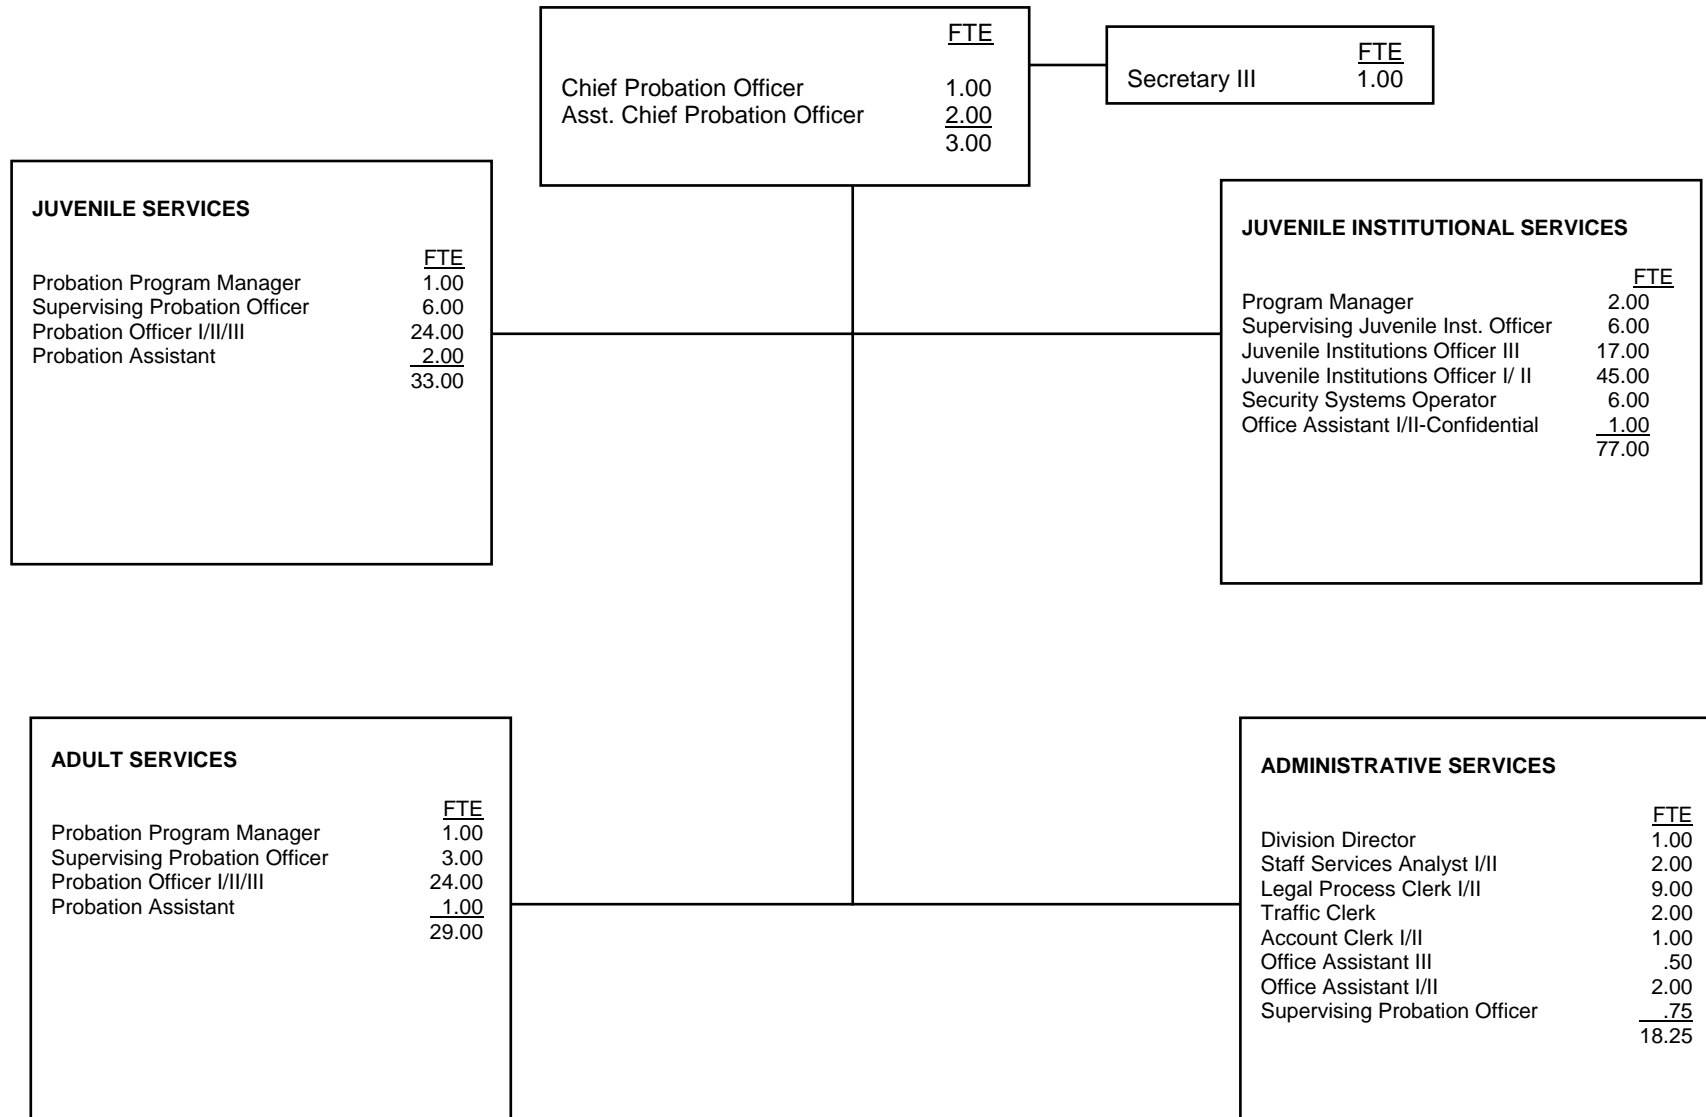 FTE
Chief Probation Officer 1.00
Asst. Chief Probation Officer 2.00
3.00
FTE
Secretary III 1.00
JUVENILE SERVICES
FTE
Probation Program Manager 1.00
Supervising Probation Officer 6.00
Probation Officer I/II/III 24.00
Probation Assistant 2.00
33.00
JUVENILE INSTITUTIONAL SERVICES
FTE
Program Manager 2.00
Supervising Juvenile Inst. Officer 6.00
Juvenile Institutions Officer III 17.00
Juvenile Institutions Officer I/ II 45.00
Security Systems Operator 6.00
Office Assistant I/II-Confidential 1.00
77.00
ADULT SERVICES
FTE
Probation Program Manager 1.00
Supervising Probation Officer 3.00
Probation Officer I/II/III 24.00
Probation Assistant 1.00
29.00
ADMINISTRATIVE SERVICES
FTE
Division Director 1.00
Staff Services Analyst I/II 2.00
Legal Process Clerk I/II 9.00
Traffic Clerk 2.00
Account Clerk I/II 1.00
Office Assistant III .50
Office Assistant I/II 2.00
Supervising Probation Officer .75
18.25